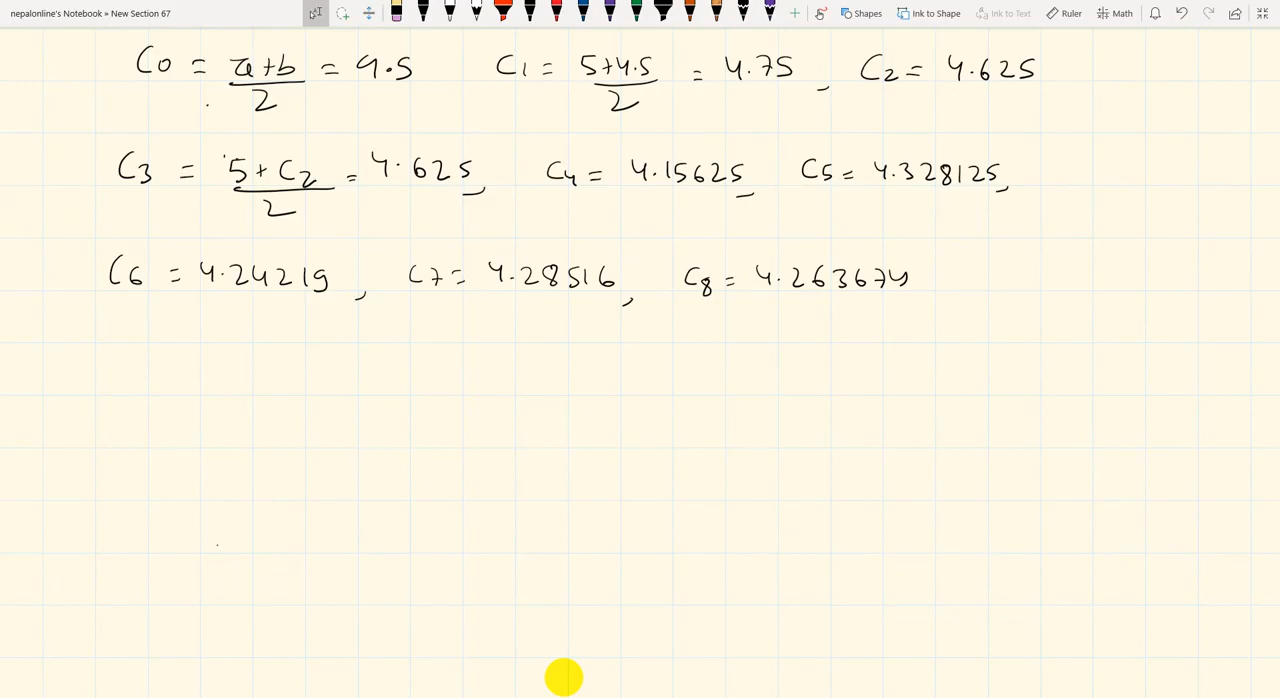 nepalonline's Notebook » New Section 67 Shapes Ink to Shape Ink to Text Ruler Math
C0 = a+b/2 = 9.5 C1 = 5+4.5/2 = 4.75, C2 = 4.625
C3 = 5+C2/2 = 4.625, C4 = 4.15625, C5 = 4.328125,
C6 = 4.24219, C7 = 4.28516, C8 = 4.263674